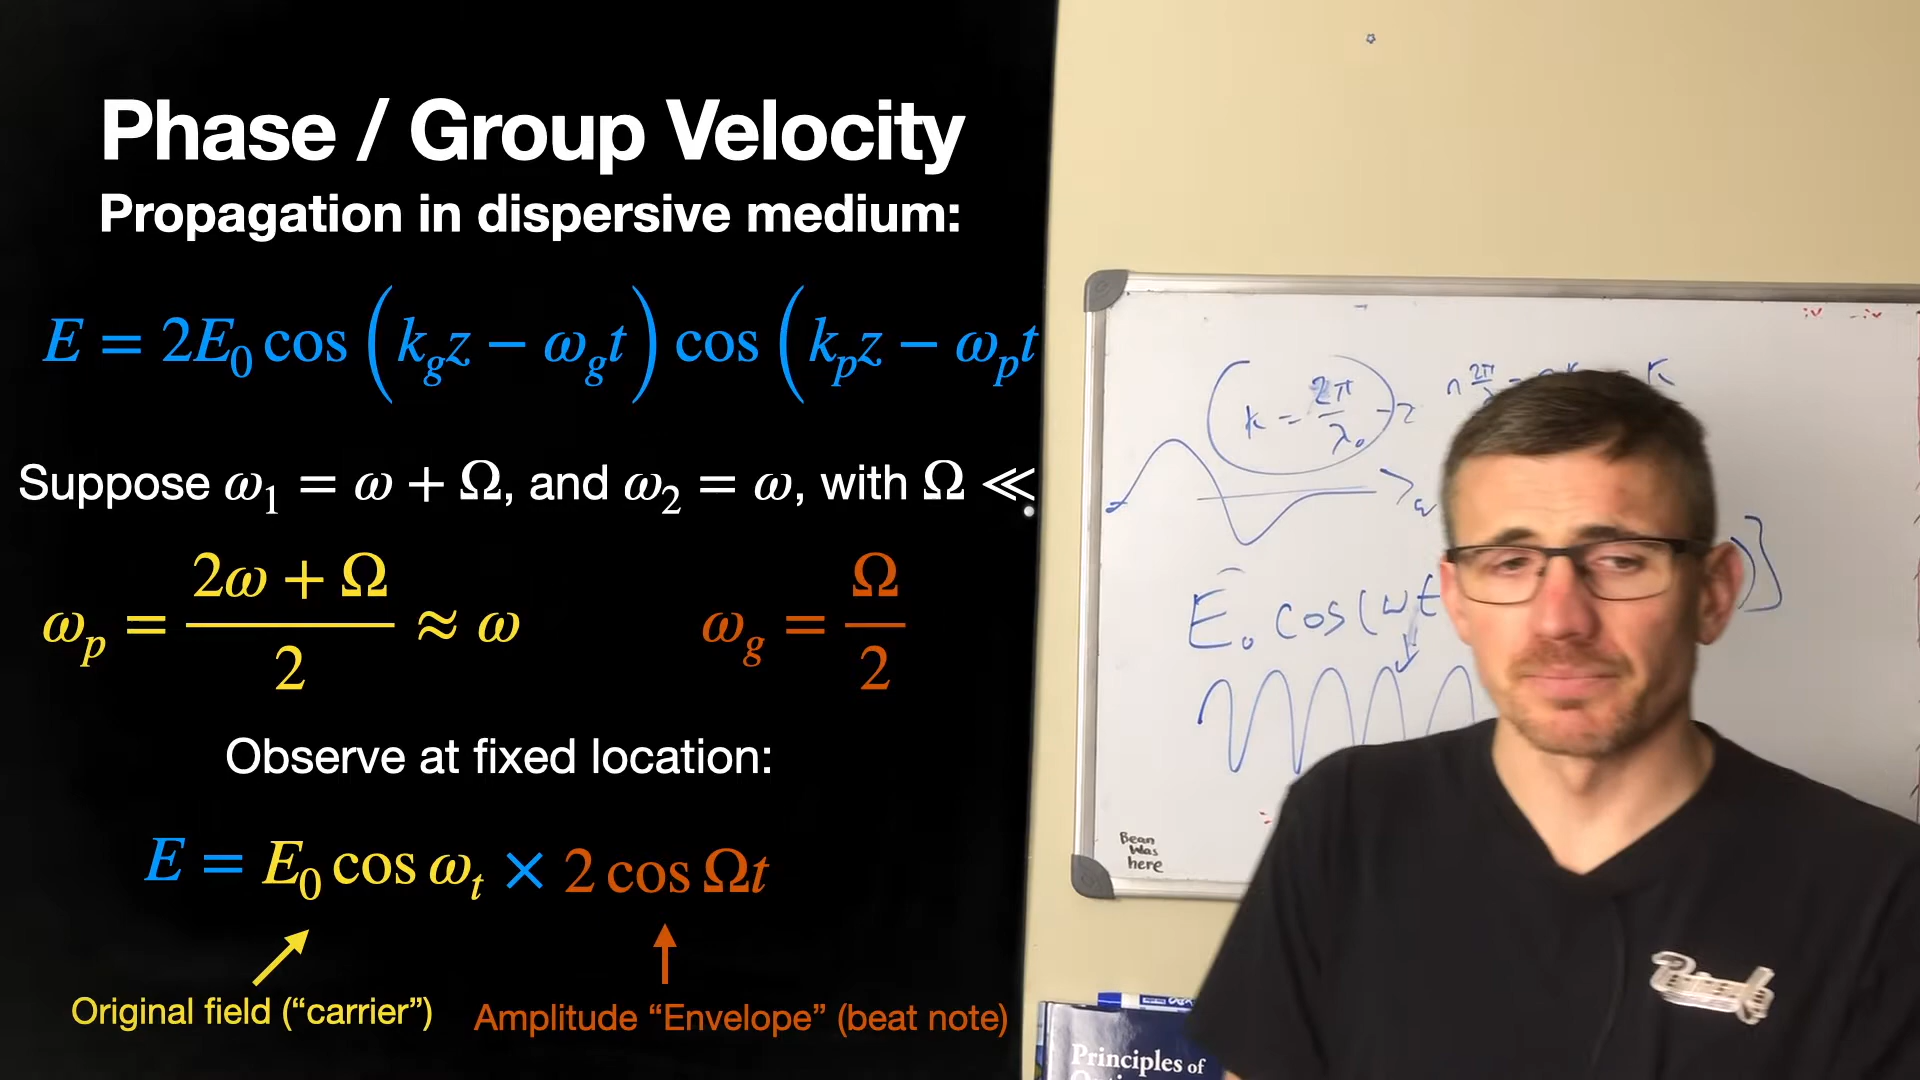 Phase / Group Velocity
Propagation in dispersive medium:
E = 2E₀ cos (k_g z − ω_g t) cos (k_p z − ω_p t
Suppose ω₁ = ω + Ω, and ω₂ = ω, with Ω ≪
ω_p = (2ω + Ω)/2 ≈ ω
ω_g = Ω/2
Observe at fixed location:
E = E₀ cos ω_t × 2 cos Ωt
Original field (“carrier”)
Amplitude “Envelope” (beat note)
k = 2π/λ₀
E₀ cos(ωt
Bean
Was
here
Principles of